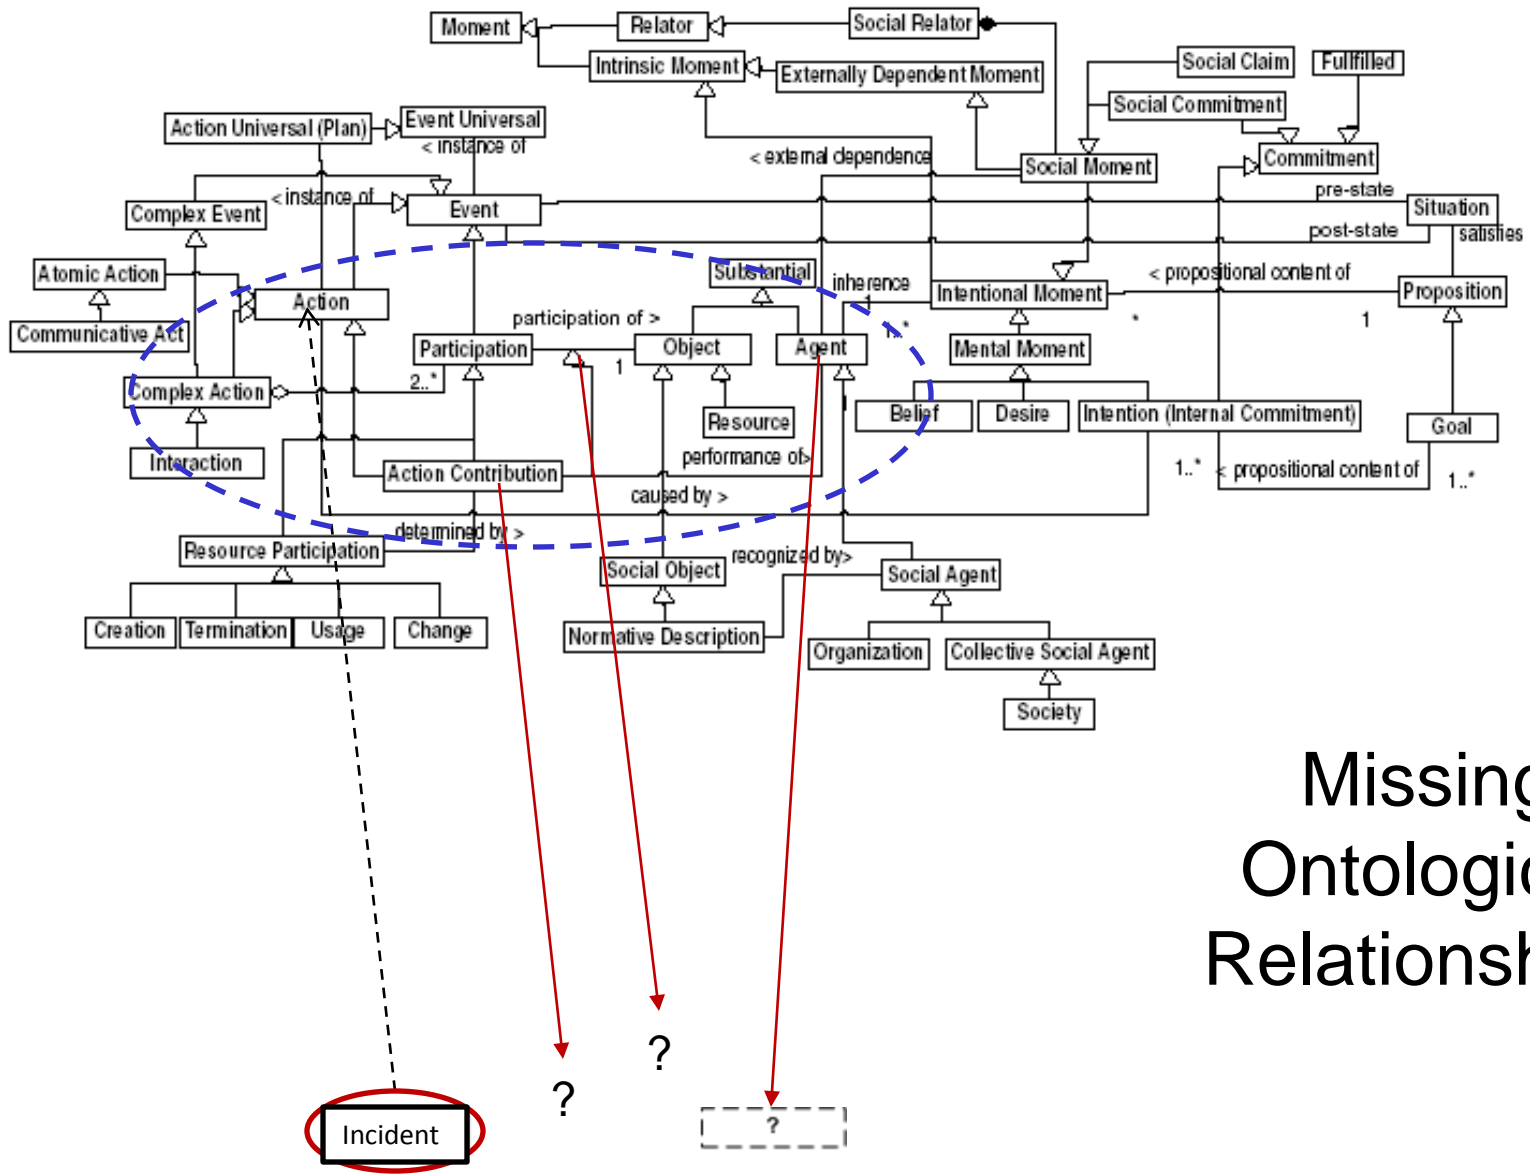 Moment
Relator
Social Relator
Intrinsic Moment
Externally Dependent Moment
Social Claim
Fullfilled
Social Commitment
Action Universal (Plan)
Event Universal
< instance of
< external dependence
Social Moment
Commitment
< instance of
pre-state
Complex Event
Event
Situation
post-state
satisfies
Atomic Action
Substantial
inherence
< propositional content of
Action
1
Intentional Moment
Proposition
participation of >
*
1
Communicative Act
1..*
Participation
Object
Agent
Mental Moment
1
2..*
Complex Action
Resource
Belief
Desire
Intention (Internal Commitment)
Goal
Interaction
performance of>
Action Contribution
1..*
< propositional content of
1..*
caused by >
determined by >
Resource Participation
recognized by>
Social Object
Social Agent
Creation
Termination
Usage
Change
Normative Description
Organization
Collective Social Agent
Society
Missing
Ontologic
Relationsh
?
?
?
Incident